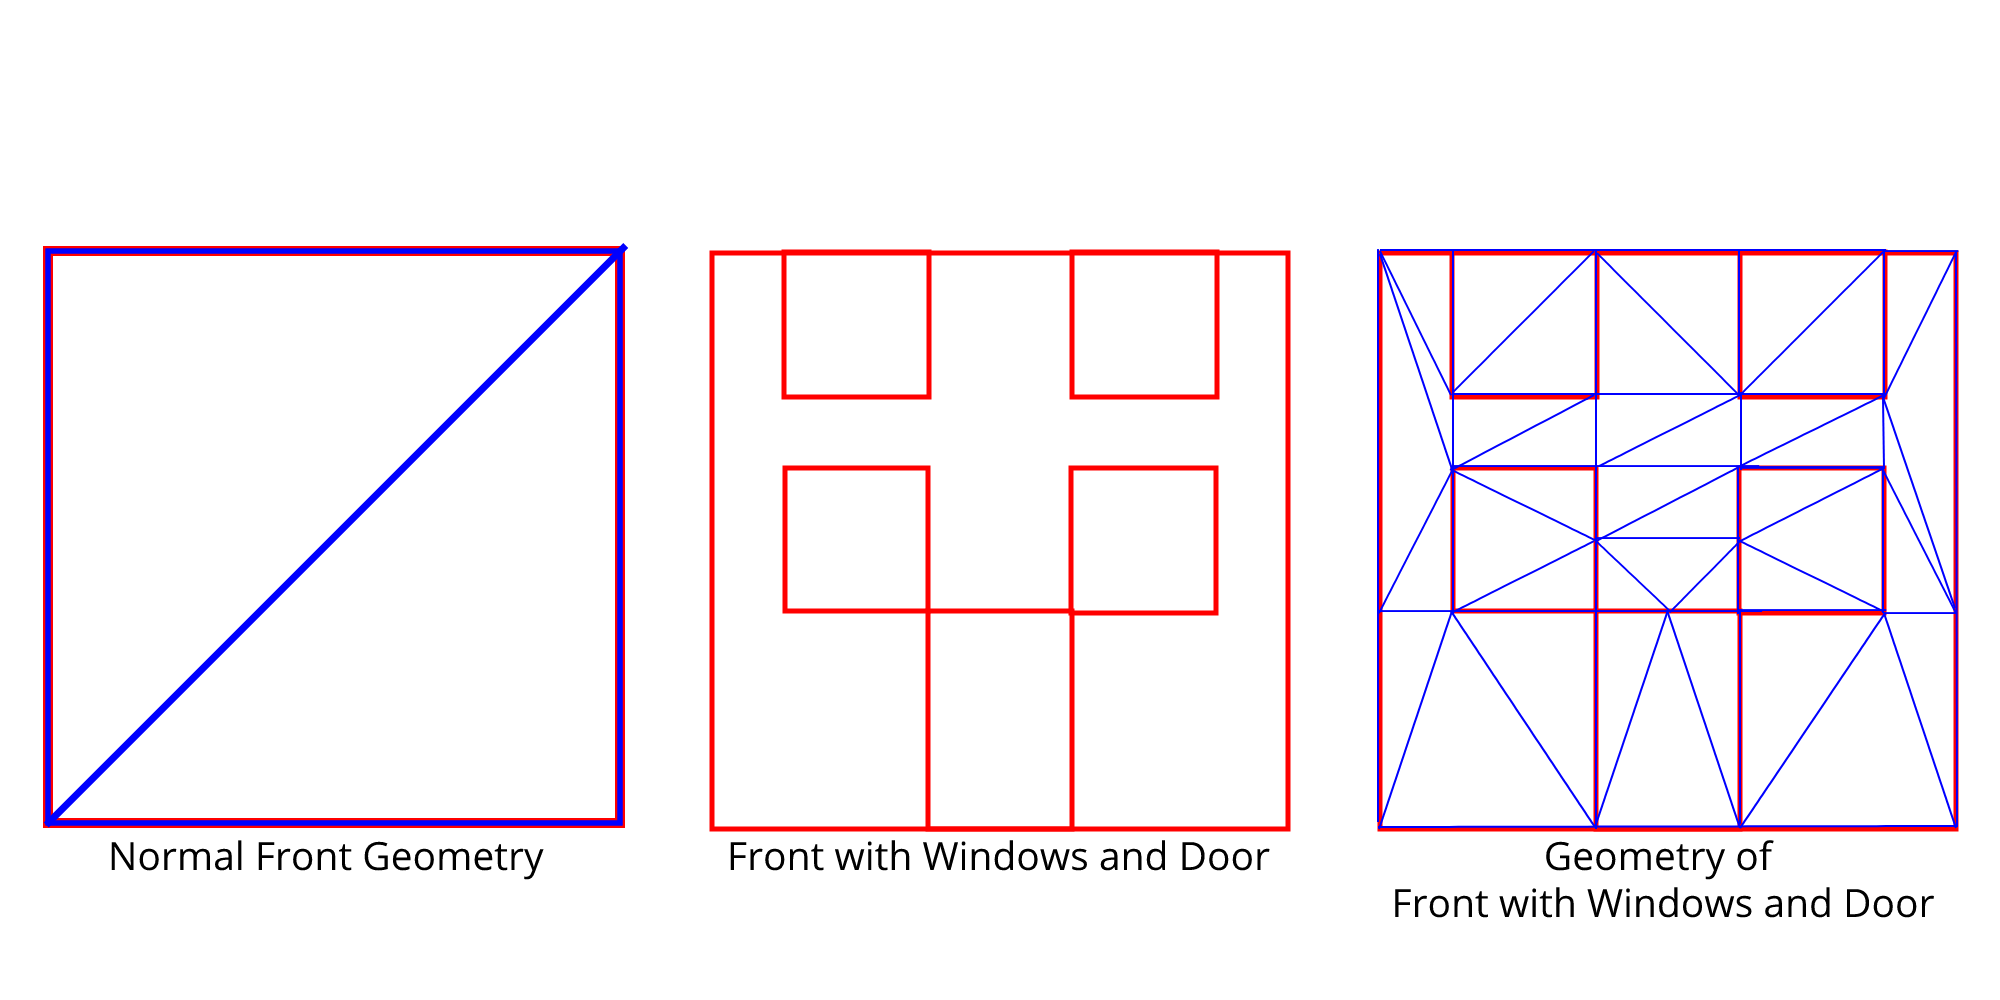 Normal Front Geometry
Front with Windows and Door
Geometry of
Front with Windows and Door